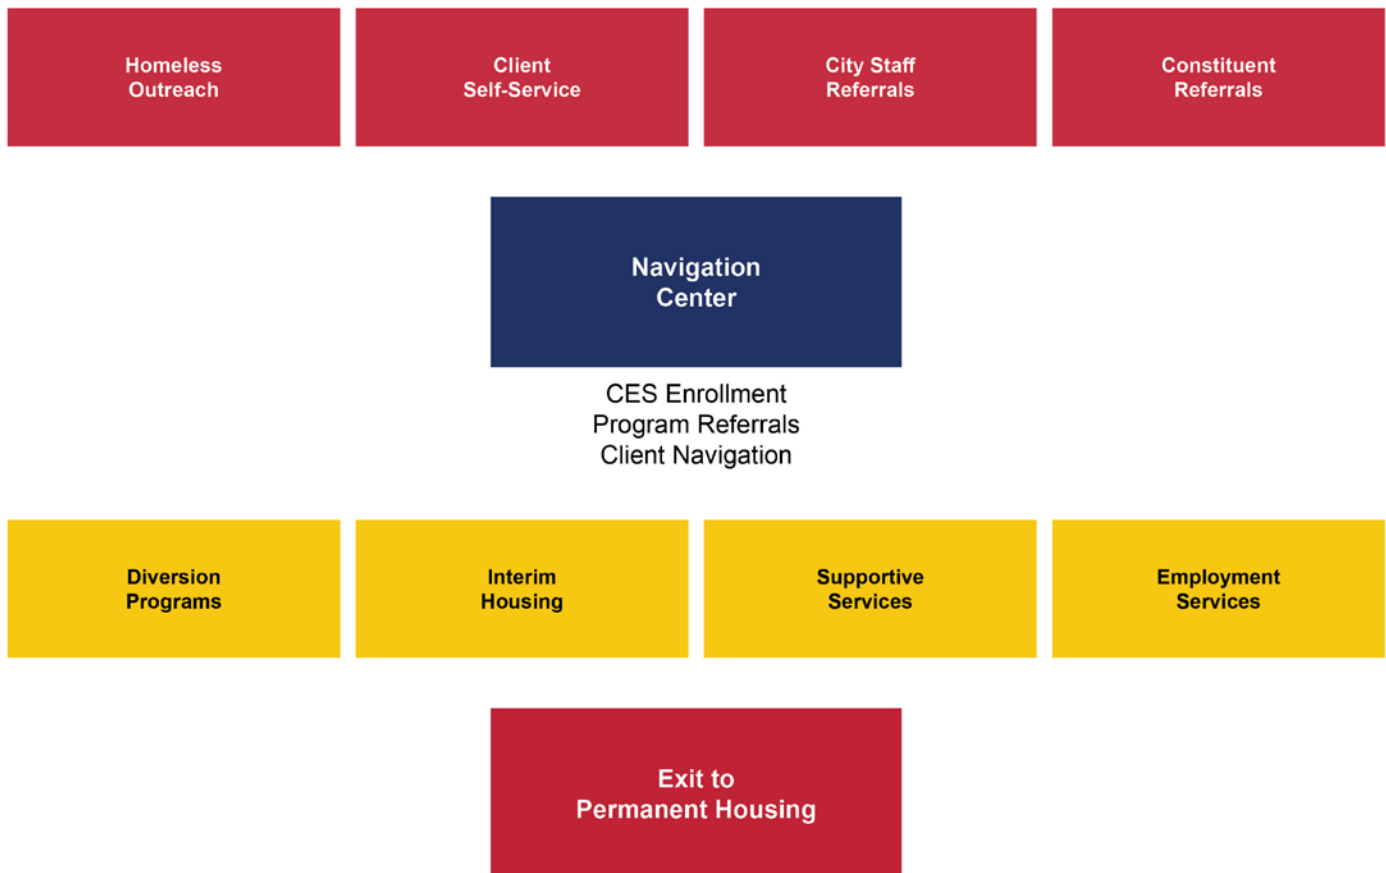 Homeless
Outreach
Client
Self-Service
City Staff
Referrals
Constituent
Referrals
Navigation
Center
CES Enrollment
Program Referrals
Client Navigation
Diversion
Programs
Interim
Housing
Supportive
Services
Employment
Services
Exit to
Permanent Housing